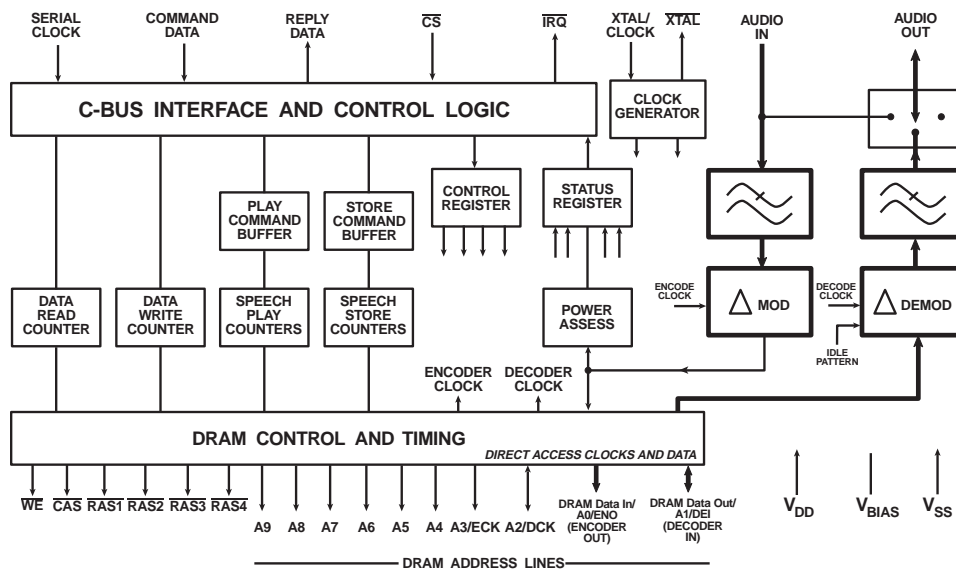 SERIAL CLOCK
COMMAND DATA
REPLY DATA
CS
IRQ
XTAL/ CLOCK
XTAL
AUDIO IN
AUDIO OUT
C-BUS INTERFACE AND CONTROL LOGIC
CLOCK GENERATOR
PLAY COMMAND BUFFER
STORE COMMAND BUFFER
CONTROL REGISTER
STATUS REGISTER
DATA READ COUNTER
DATA WRITE COUNTER
SPEECH PLAY COUNTERS
SPEECH STORE COUNTERS
POWER ASSESS
ENCODE CLOCK
Δ MOD
DECODE CLOCK
Δ DEMOD
IDLE PATTERN
ENCODER CLOCK
DECODER CLOCK
DRAM CONTROL AND TIMING
DIRECT ACCESS CLOCKS AND DATA
WE
CAS
RAS1
RAS2
RAS3
RAS4
A9
A8
A7
A6
A5
A4
A3/ECK
A2/DCK
DRAM Data In/
A0/ENO
(ENCODER
OUT)
DRAM Data Out/
A1/DEI
(DECODER
IN)
VDD
VBIAS
VSS
DRAM ADDRESS LINES